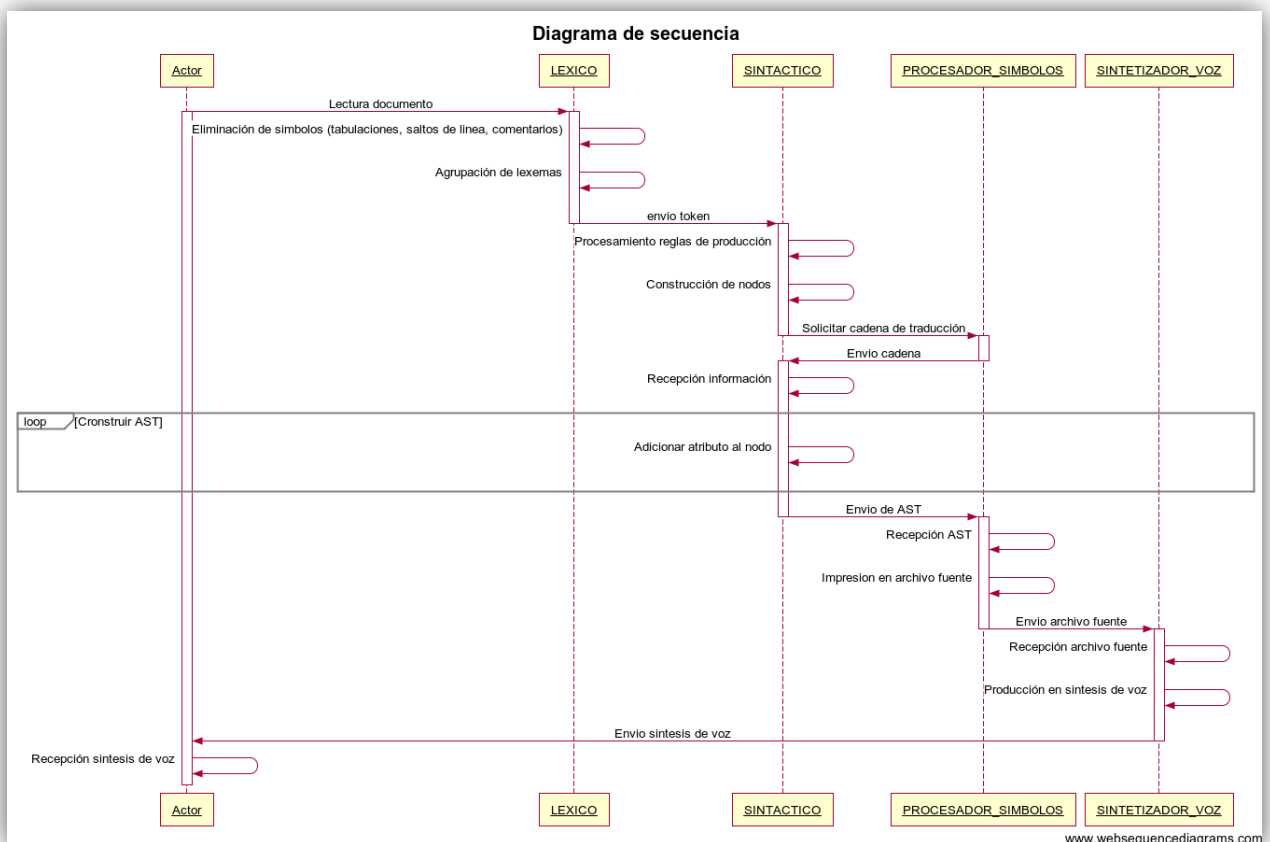 Diagrama de secuencia
Actor
LEXICO
SINTACTICO
PROCESADOR_SIMBOLOS
SINTETIZADOR_VOZ
Lectura documento
Eliminación de simbolos (tabulaciones, saltos de linea, comentarios)
Agrupación de lexemas
envio token
Procesamiento reglas de producción
Construcción de nodos
Solicitar cadena de traducción
Envio cadena
Recepción información
loop
[Cronstruir AST]
Adicionar atributo al nodo
Envio de AST
Recepción AST
Impresion en archivo fuente
Envio archivo fuente
Recepción archivo fuente
Producción en sintesis de voz
Envio sintesis de voz
Recepción sintesis de voz
Actor
LEXICO
SINTACTICO
PROCESADOR_SIMBOLOS
SINTETIZADOR_VOZ
www.websequencediagrams.com